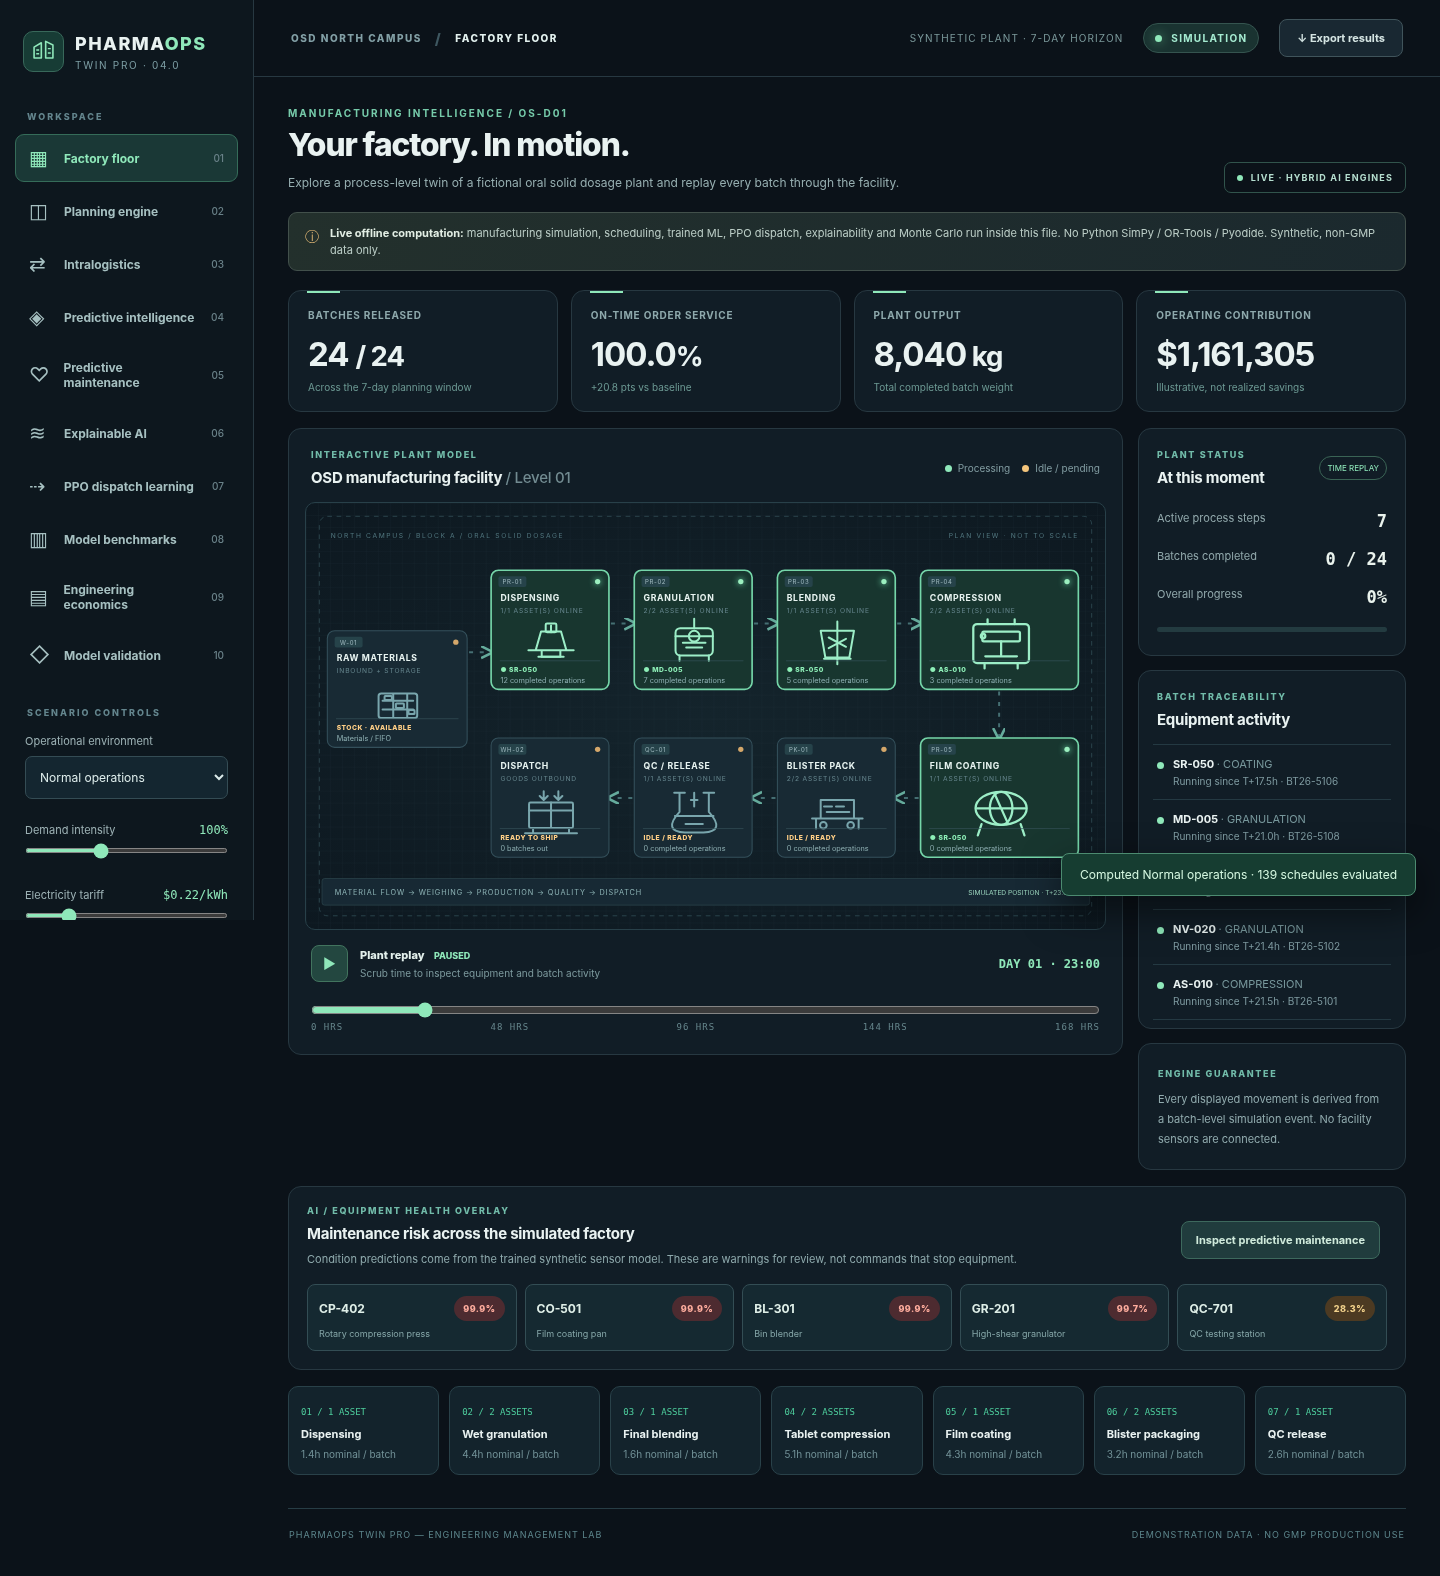 PHARMAOPS
TWIN PRO · 04.0
WORKSPACE
Factory floor 01
Planning engine 02
Intralogistics 03
Predictive intelligence 04
Predictive
maintenance 05
Explainable AI 06
PPO dispatch learning 07
Model benchmarks 08
Engineering
economics 09
Model validation 10
SCENARIO CONTROLS
Operational environment
Normal operations
Demand intensity 100%
Electricity tariff $0.22/kWh
OSD NORTH CAMPUS / FACTORY FLOOR
SYNTHETIC PLANT · 7-DAY HORIZON
SIMULATION
↓ Export results
MANUFACTURING INTELLIGENCE / OS-D01
Your factory. In motion.
Explore a process-level twin of a fictional oral solid dosage plant and replay every batch through the facility.
LIVE · HYBRID AI ENGINES
Live offline computation: manufacturing simulation, scheduling, trained ML, PPO dispatch, explainability and Monte Carlo run inside this file. No Python SimPy / OR-Tools / Pyodide. Synthetic, non-GMP
data only.
BATCHES RELEASED
24 / 24
Across the 7-day planning window
ON-TIME ORDER SERVICE
100.0%
+20.8 pts vs baseline
PLANT OUTPUT
8,040 kg
Total completed batch weight
OPERATING CONTRIBUTION
$1,161,305
Illustrative, not realized savings
INTERACTIVE PLANT MODEL
OSD manufacturing facility / Level 01
Processing
Idle / pending
NORTH CAMPUS / BLOCK A / ORAL SOLID DOSAGE
PLAN VIEW · NOT TO SCALE
W-01
RAW MATERIALS
INBOUND + STORAGE
STOCK · AVAILABLE
Materials / FIFO
PR-01
DISPENSING
1/1 ASSET(S) ONLINE
SR-050
12 completed operations
PR-02
GRANULATION
2/2 ASSET(S) ONLINE
MD-005
7 completed operations
PR-03
BLENDING
1/1 ASSET(S) ONLINE
SR-050
5 completed operations
PR-04
COMPRESSION
2/2 ASSET(S) ONLINE
AS-010
3 completed operations
WH-02
DISPATCH
GOODS OUTBOUND
READY TO SHIP
0 batches out
QC-01
QC / RELEASE
1/1 ASSET(S) ONLINE
IDLE / READY
0 completed operations
PK-01
BLISTER PACK
2/2 ASSET(S) ONLINE
IDLE / READY
0 completed operations
PR-05
FILM COATING
1/1 ASSET(S) ONLINE
SR-050
0 completed operations
MATERIAL FLOW → WEIGHING → PRODUCTION → QUALITY → DISPATCH
SIMULATED POSITION · T+23
Plant replay PAUSED
Scrub time to inspect equipment and batch activity
DAY 01 · 23:00
0 HRS 48 HRS 96 HRS 144 HRS 168 HRS
PLANT STATUS
At this moment
TIME REPLAY
Active process steps 7
Batches completed 0 / 24
Overall progress 0%
BATCH TRACEABILITY
Equipment activity
SR-050 · COATING
Running since T+17.5h · BT26-5106
MD-005 · GRANULATION
Running since T+21.0h · BT26-5108
Computed Normal operations · 139 schedules evaluated
NV-020 · GRANULATION
Running since T+21.4h · BT26-5102
AS-010 · COMPRESSION
Running since T+21.5h · BT26-5101
ENGINE GUARANTEE
Every displayed movement is derived from
a batch-level simulation event. No facility
sensors are connected.
AI / EQUIPMENT HEALTH OVERLAY
Maintenance risk across the simulated factory
Condition predictions come from the trained synthetic sensor model. These are warnings for review, not commands that stop equipment.
Inspect predictive maintenance
CP-402 99.9%
Rotary compression press
CO-501 99.9%
Film coating pan
BL-301 99.9%
Bin blender
GR-201 99.7%
High-shear granulator
QC-701 28.3%
QC testing station
01 / 1 ASSET
Dispensing
1.4h nominal / batch
02 / 2 ASSETS
Wet granulation
4.4h nominal / batch
03 / 1 ASSET
Final blending
1.6h nominal / batch
04 / 2 ASSETS
Tablet compression
5.1h nominal / batch
05 / 1 ASSET
Film coating
4.3h nominal / batch
06 / 2 ASSETS
Blister packaging
3.2h nominal / batch
07 / 1 ASSET
QC release
2.6h nominal / batch
PHARMAOPS TWIN PRO — ENGINEERING MANAGEMENT LAB
DEMONSTRATION DATA · NO GMP PRODUCTION USE